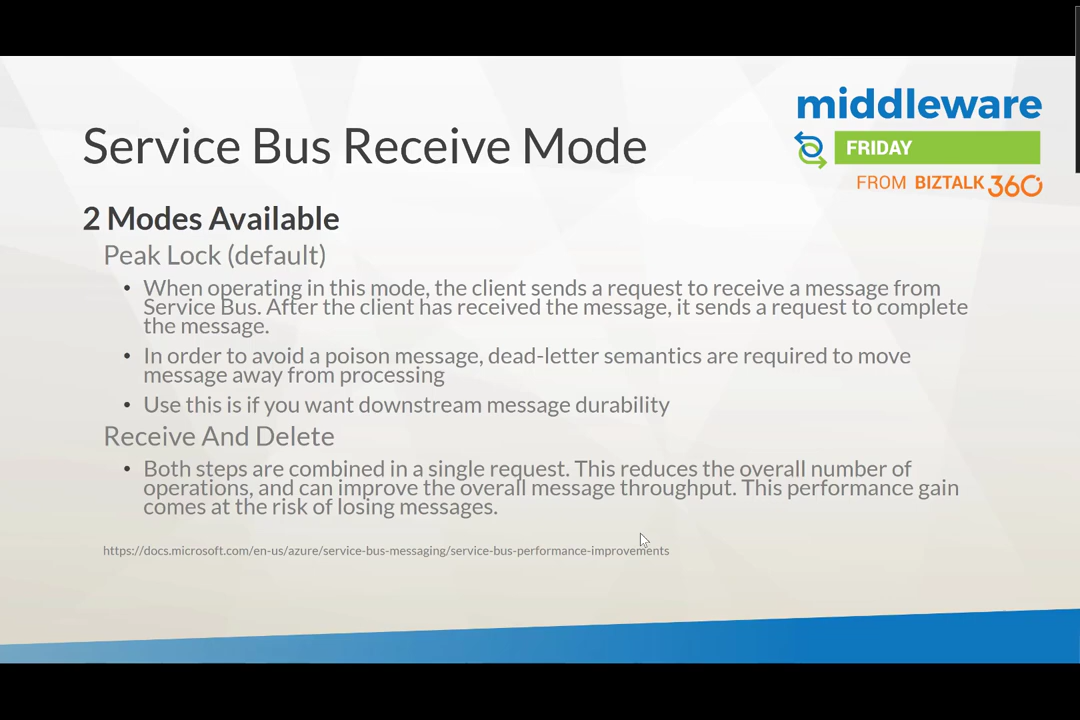 middleware
FRIDAY
FROM BIZTALK 360
Service Bus Receive Mode
2 Modes Available
Peak Lock (default)
• When operating in this mode, the client sends a request to receive a message from
Service Bus. After the client has received the message, it sends a request to complete
the message.
• In order to avoid a poison message, dead-letter semantics are required to move
message away from processing
• Use this is if you want downstream message durability
Receive And Delete
• Both steps are combined in a single request. This reduces the overall number of
operations, and can improve the overall message throughput. This performance gain
comes at the risk of losing messages.
https://docs.microsoft.com/en-us/azure/service-bus-messaging/service-bus-performance-improvements